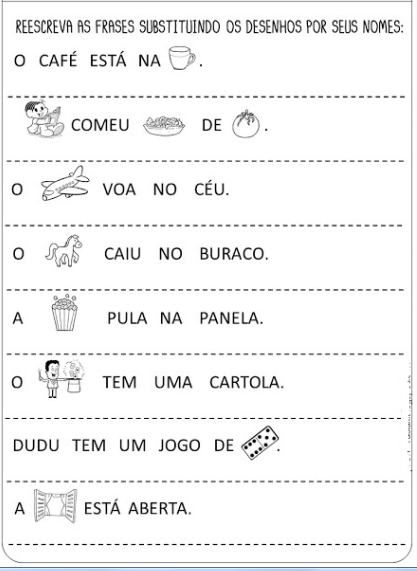 REESCREVA AS FRASES SUBSTITUINDO OS DESENHOS POR SEUS NOMES:
O CAFÉ ESTÁ NA .
COMEU DE .
O VOA NO CÉU.
O CAIU NO BURACO.
A PULA NA PANELA.
O TEM UMA CARTOLA.
DUDU TEM UM JOGO DE .
A ESTÁ ABERTA.